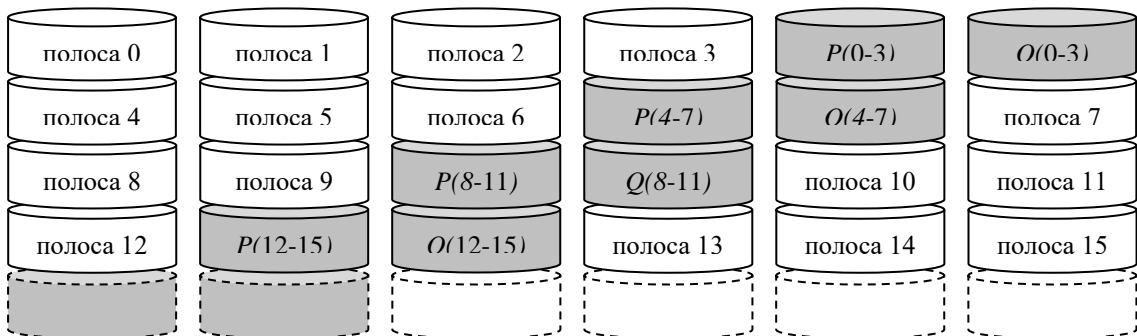 полоса 0 полоса 1 полоса 2 полоса 3 P(0-3) Q(0-3)
полоса 4 полоса 5 полоса 6 P(4-7) Q(4-7) полоса 7
полоса 8 полоса 9 P(8-11) Q(8-11) полоса 10 полоса 11
полоса 12 P(12-15) Q(12-15) полоса 13 полоса 14 полоса 15